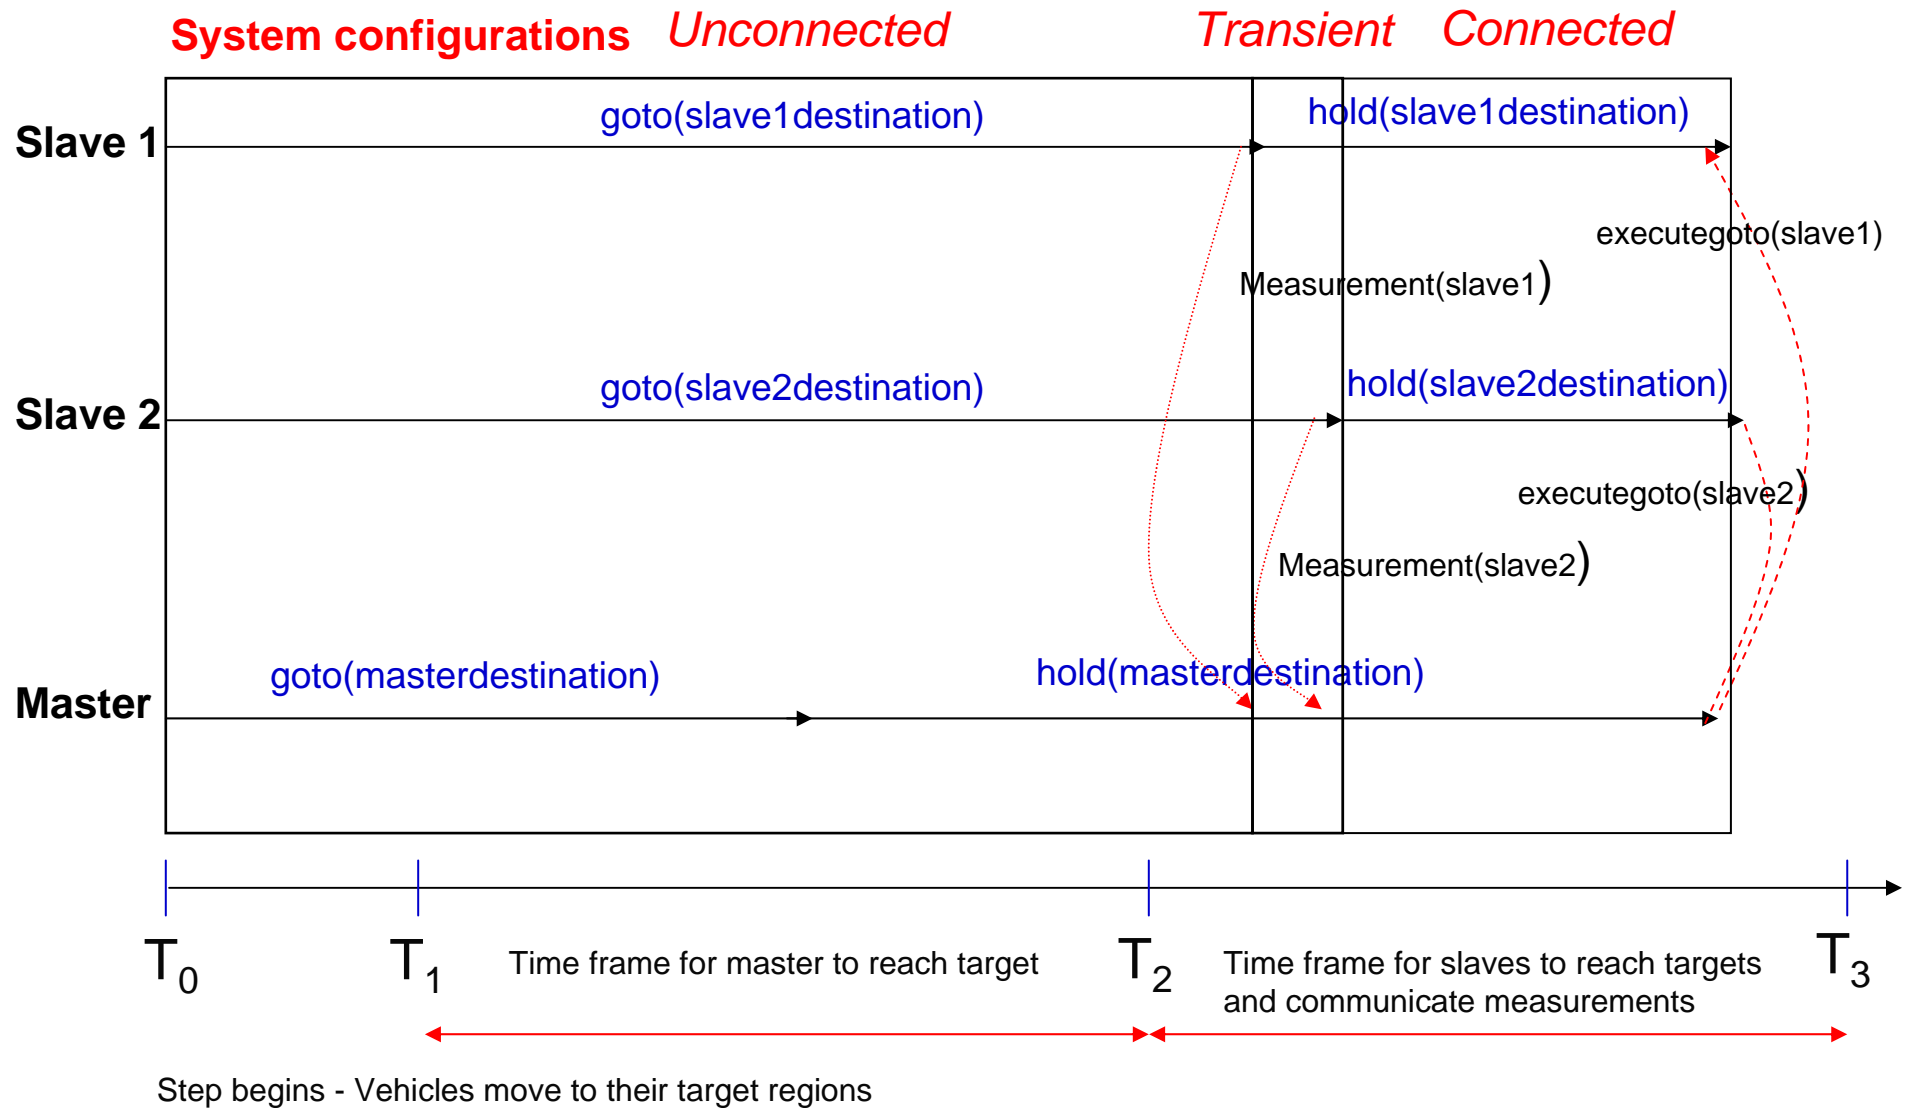 System configurations Unconnected Transient Connected
goto(slave1destination) hold(slave1destination)
Slave 1
executegoto(slave1)
Measurement(slave1)
goto(slave2destination) hold(slave2destination)
Slave 2
executegoto(slave2)
Measurement(slave2)
goto(masterdestination) hold(masterdestination)
Master
T0 T1 Time frame for master to reach target T2 Time frame for slaves to reach targets T3
and communicate measurements
Step begins - Vehicles move to their target regions